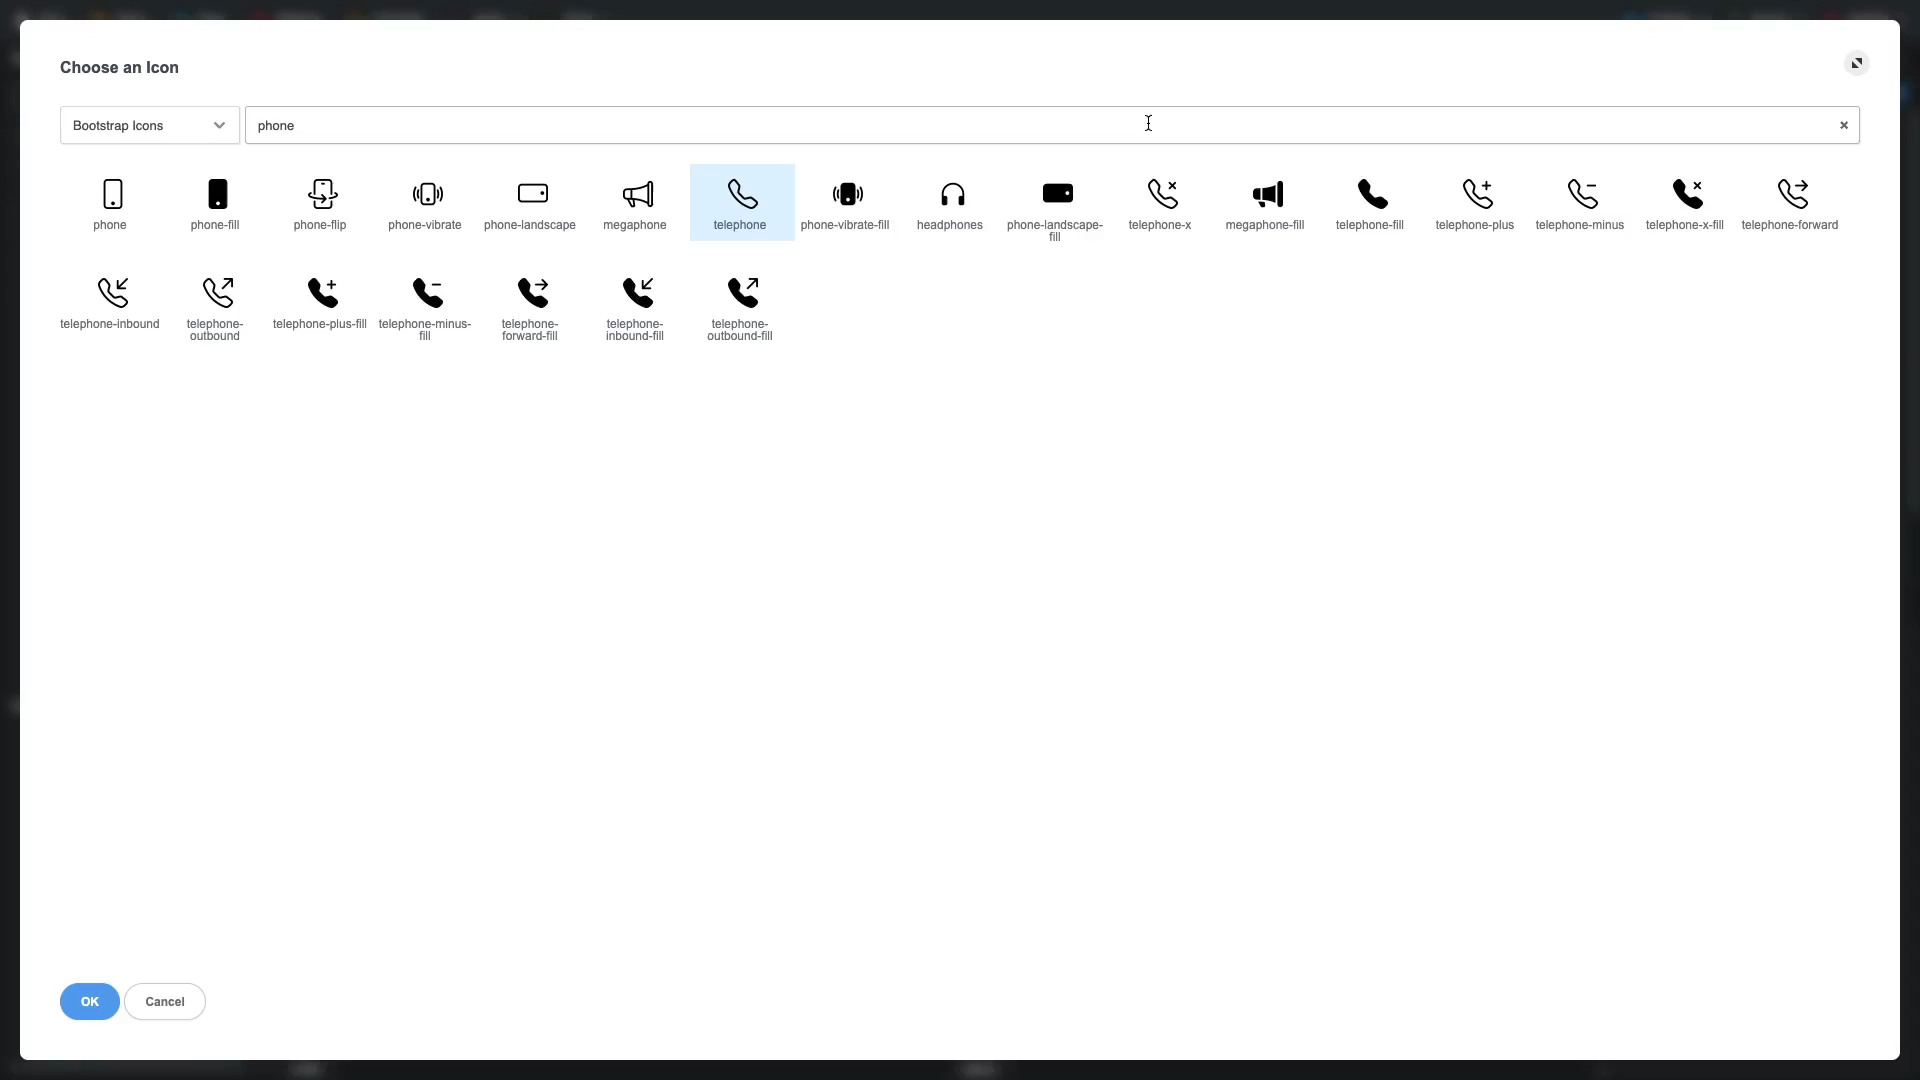 Choose an Icon
Bootstrap Icons
phone
phone
phone-fill
phone-flip
phone-vibrate
phone-landscape
megaphone
telephone
phone-vibrate-fill
headphones
phone-landscape-
fill
telephone-x
megaphone-fill
telephone-fill
telephone-plus
telephone-minus
telephone-x-fill
telephone-forward
telephone-inbound
telephone-
outbound
telephone-plus-fill
telephone-minus-
fill
telephone-
forward-fill
telephone-
inbound-fill
telephone-
outbound-fill
OK
Cancel